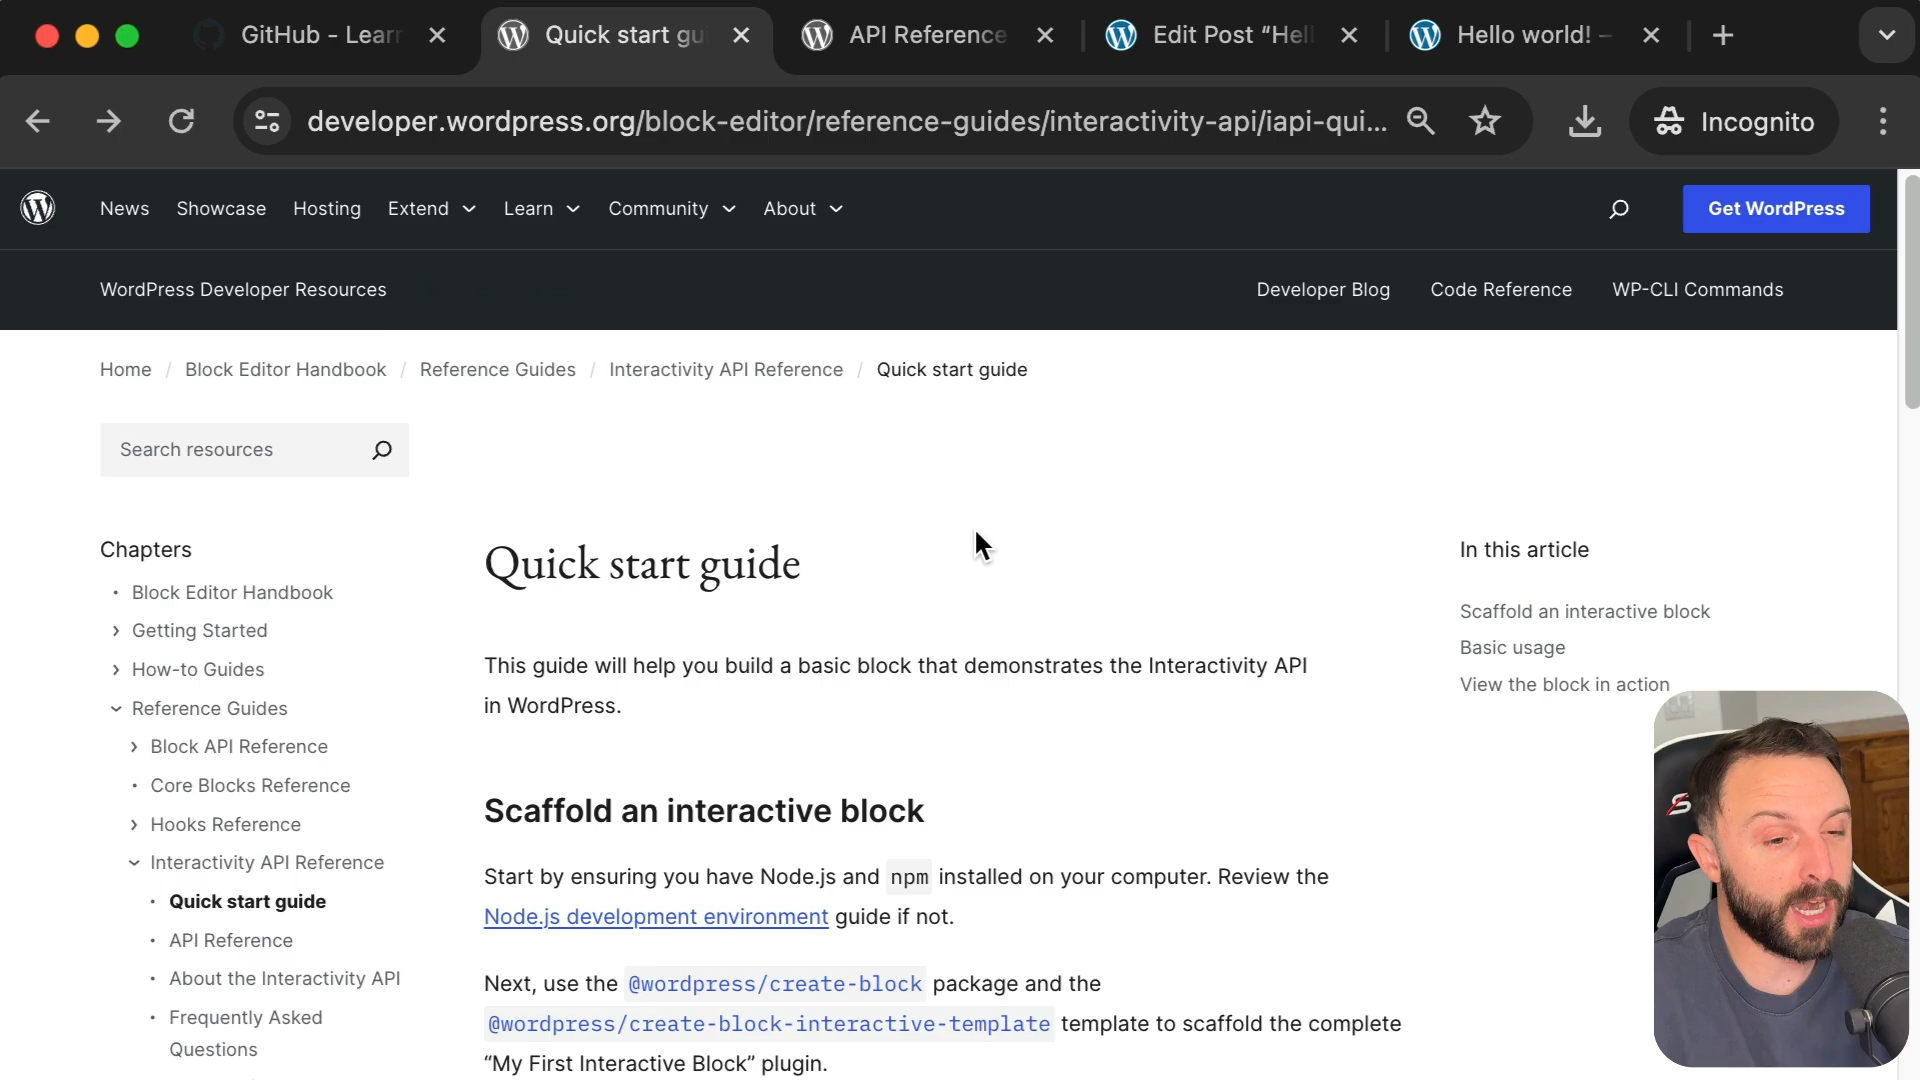 GitHub - Learn
Quick start gu
API Reference
Edit Post “Hell
Hello world! –
developer.wordpress.org/block-editor/reference-guides/interactivity-api/iapi-qui...
Incognito
News
Showcase
Hosting
Extend
Learn
Community
About
Get WordPress
WordPress Developer Resources
Developer Blog
Code Reference
WP-CLI Commands
Home / Block Editor Handbook / Reference Guides / Interactivity API Reference / Quick start guide
Search resources
Chapters
Block Editor Handbook
Getting Started
How-to Guides
Reference Guides
Block API Reference
Core Blocks Reference
Hooks Reference
Interactivity API Reference
Quick start guide
API Reference
About the Interactivity API
Frequently Asked
Questions
Quick start guide
This guide will help you build a basic block that demonstrates the Interactivity API
in WordPress.
Scaffold an interactive block
Start by ensuring you have Node.js and npm installed on your computer. Review the
Node.js development environment guide if not.
Next, use the @wordpress/create-block package and the
@wordpress/create-block-interactive-template template to scaffold the complete
“My First Interactive Block” plugin.
In this article
Scaffold an interactive block
Basic usage
View the block in action